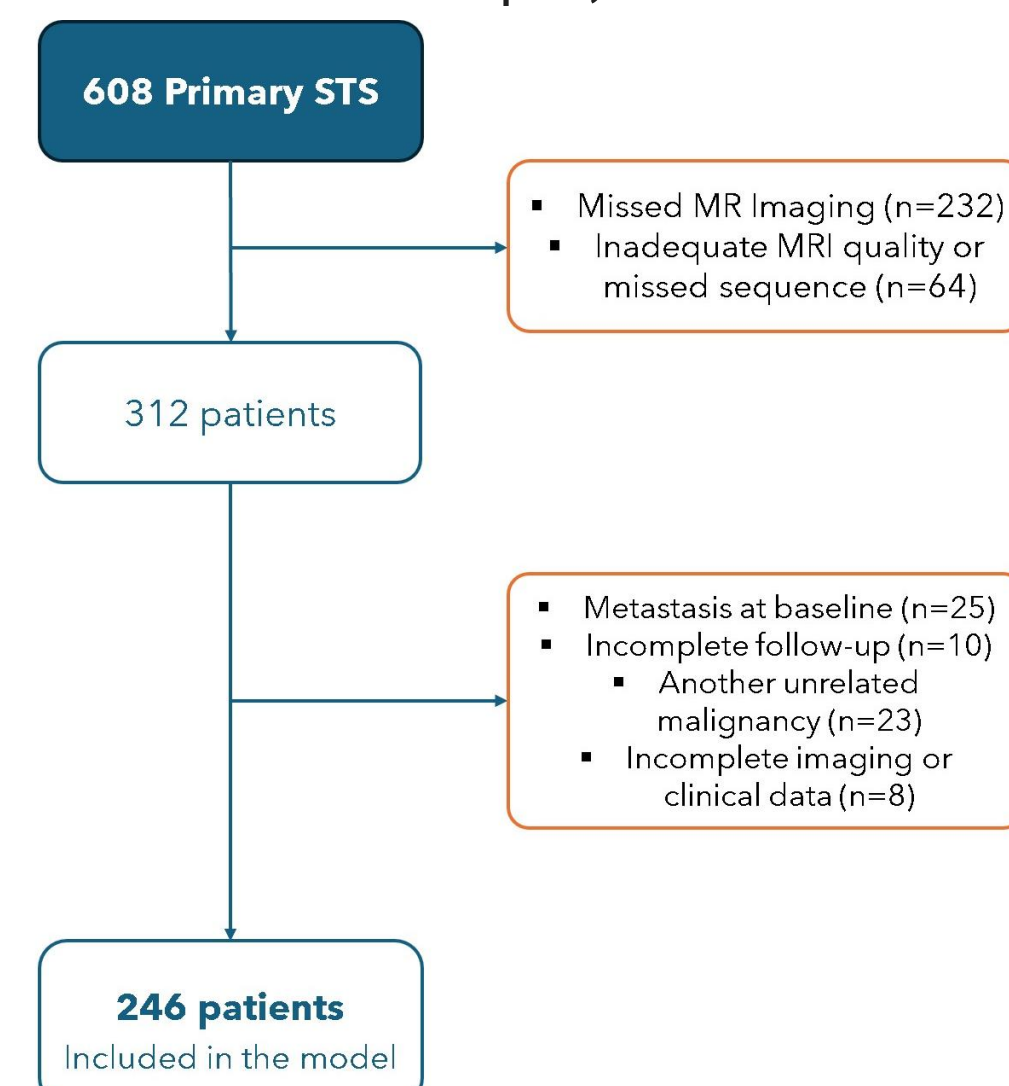 608 Primary STS
▪ Missed MR Imaging (n=232)
▪ Inadequate MRI quality or
missed sequence (n=64)
312 patients
▪ Metastasis at baseline (n=25)
▪ Incomplete follow-up (n=10)
▪ Another unrelated
malignancy (n=23)
▪ Incomplete imaging or
clinical data (n=8)
246 patients
Included in the model